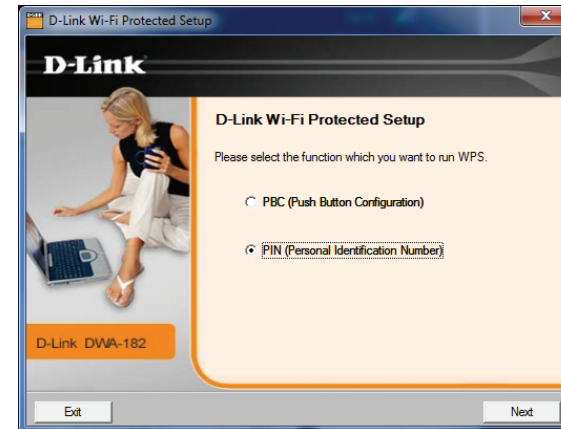 D-Link Wi-Fi Protected Setup
D-Link
D-Link Wi-Fi Protected Setup
Please select the function which you want to run WPS.
PBC (Push Button Configuration)
PIN (Personal Identification Number)
D-Link DWA-182
Exit
Next